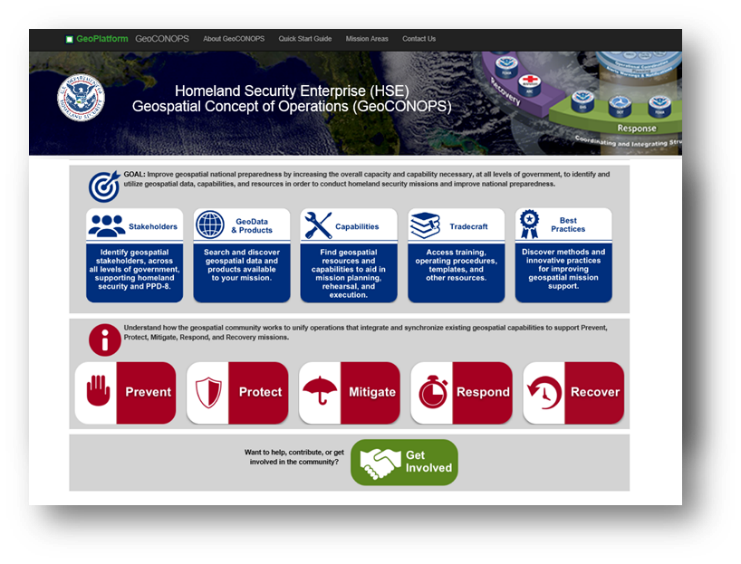 GeoPlatform GeoCONOPS About GeoCONOPS Quick Start Guide Mission Areas Contact Us
Homeland Security Enterprise (HSE)
Geospatial Concept of Operations (GeoCONOPS)
Recovery
Response
Coordinating and Integrating
GOAL: Improve geospatial national preparedness by increasing the overall capacity and capability necessary, at all levels of government, to identify and
utilize geospatial data, capabilities, and resources in order to conduct homeland security missions and improve national preparedness.
Stakeholders
Identify geospatial
stakeholders, across
all levels of government,
supporting homeland
security and PPD-8.
GeoData
& Products
Search and discover
geospatial data and
products available
to your mission.
Capabilities
Find geospatial
resources and
capabilities to aid in
mission planning,
rehearsal, and
execution.
Tradecraft
Access training,
operating procedures,
templates, and
other resources.
Best
Practices
Discover methods and
innovative practices
for improving
geospatial mission
support.
Understand how the geospatial community works to unify operations that integrate and synchronize existing geospatial capabilities to support Prevent,
Protect, Mitigate, Respond, and Recovery missions.
Prevent
Protect
Mitigate
Respond
Recover
Want to help, contribute, or get
involved in the community?
Get
Involved